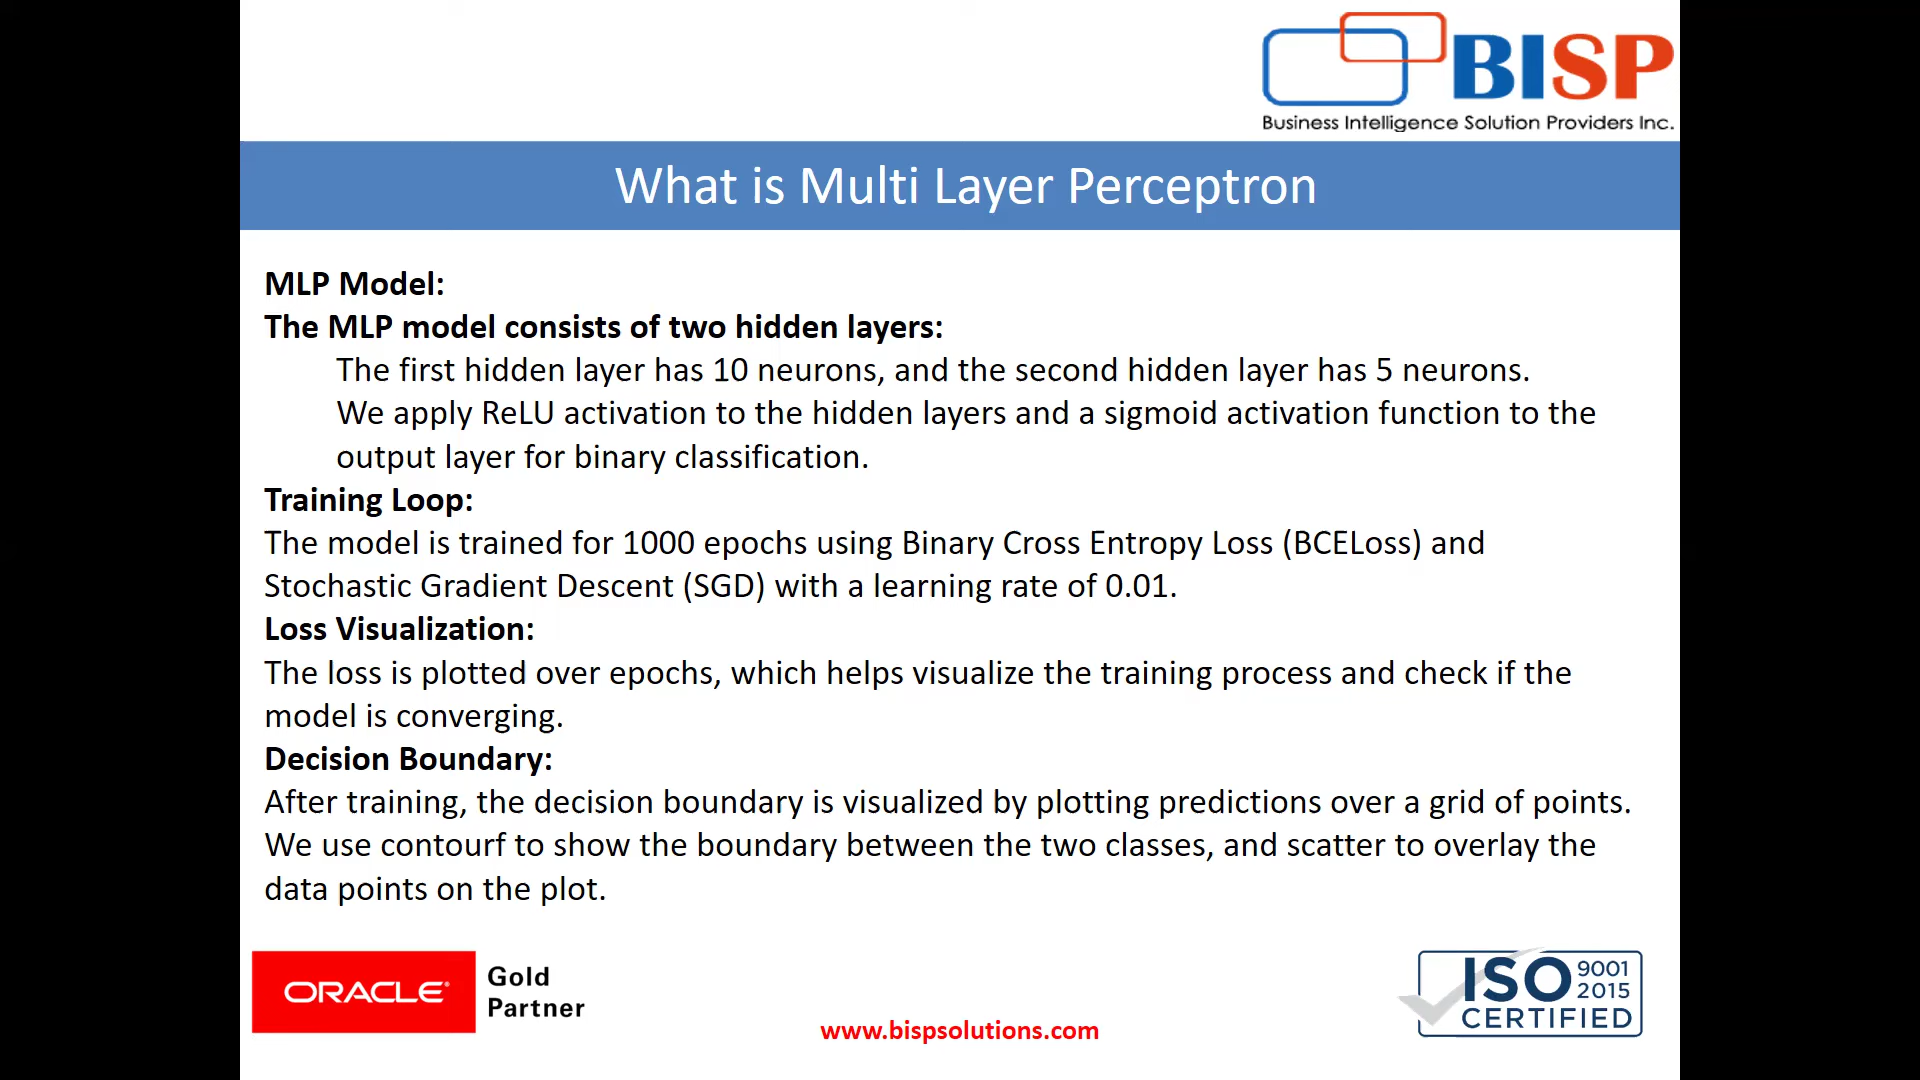 BISP
Business Intelligence Solution Providers Inc.
What is Multi Layer Perceptron
MLP Model:
The MLP model consists of two hidden layers:
The first hidden layer has 10 neurons, and the second hidden layer has 5 neurons.
We apply ReLU activation to the hidden layers and a sigmoid activation function to the
output layer for binary classification.
Training Loop:
The model is trained for 1000 epochs using Binary Cross Entropy Loss (BCELoss) and
Stochastic Gradient Descent (SGD) with a learning rate of 0.01.
Loss Visualization:
The loss is plotted over epochs, which helps visualize the training process and check if the
model is converging.
Decision Boundary:
After training, the decision boundary is visualized by plotting predictions over a grid of points.
We use contourf to show the boundary between the two classes, and scatter to overlay the
data points on the plot.
ORACLE®
Gold
Partner
www.bispsolutions.com
ISO 9001
2015
CERTIFIED